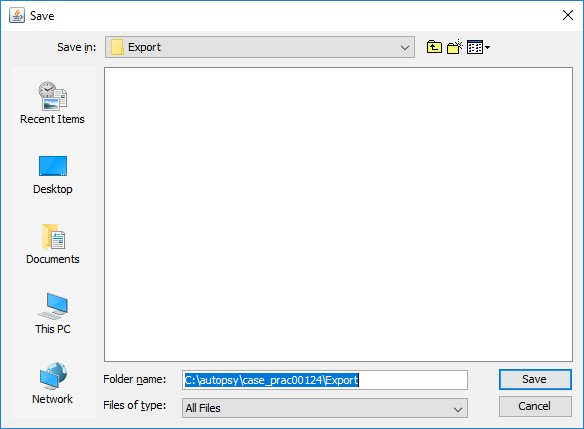 Save
Save in: Export
Recent Items
Desktop
Documents
This PC
Network
Folder name: C:\autopsy\case_prac00124\Export Save
Files of type: All Files Cancel